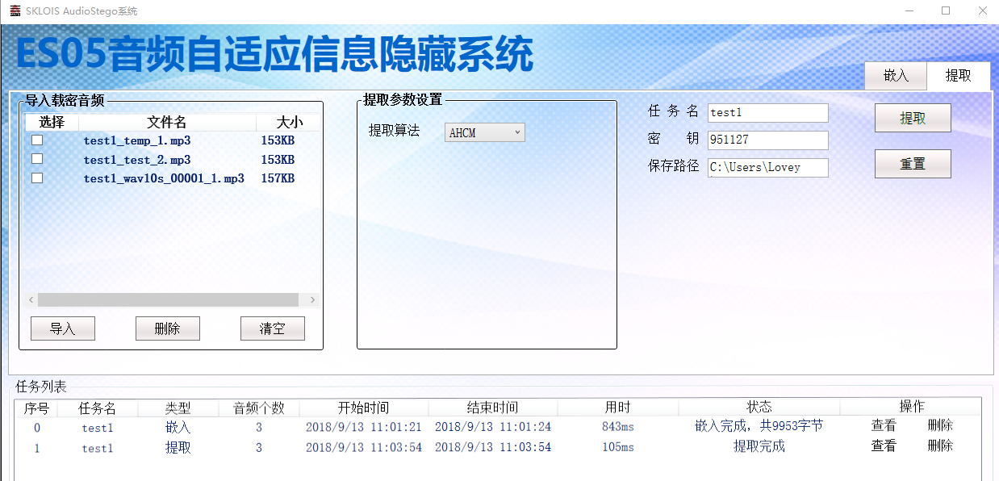 SKLOIS AudioStego系统
ES05音频自适应信息隐藏系统
嵌入 提取
导入载密音频
选择 文件名 大小
test1_temp_1.mp3 153KB
test1_test_2.mp3 153KB
test1_wav10s_00001_1.mp3 157KB
导入 删除 清空
提取参数设置
提取算法 AHCM
任务名 test1
密钥 951127
保存路径 C:\Users\Lovey
提取
重置
任务列表
序号 任务名 类型 音频个数 开始时间 结束时间 用时 状态 操作
0 test1 嵌入 3 2018/9/13 11:01:21 2018/9/13 11:01:24 843ms 嵌入完成，共9953字节 查看 删除
1 test1 提取 3 2018/9/13 11:03:54 2018/9/13 11:03:54 105ms 提取完成 查看 删除